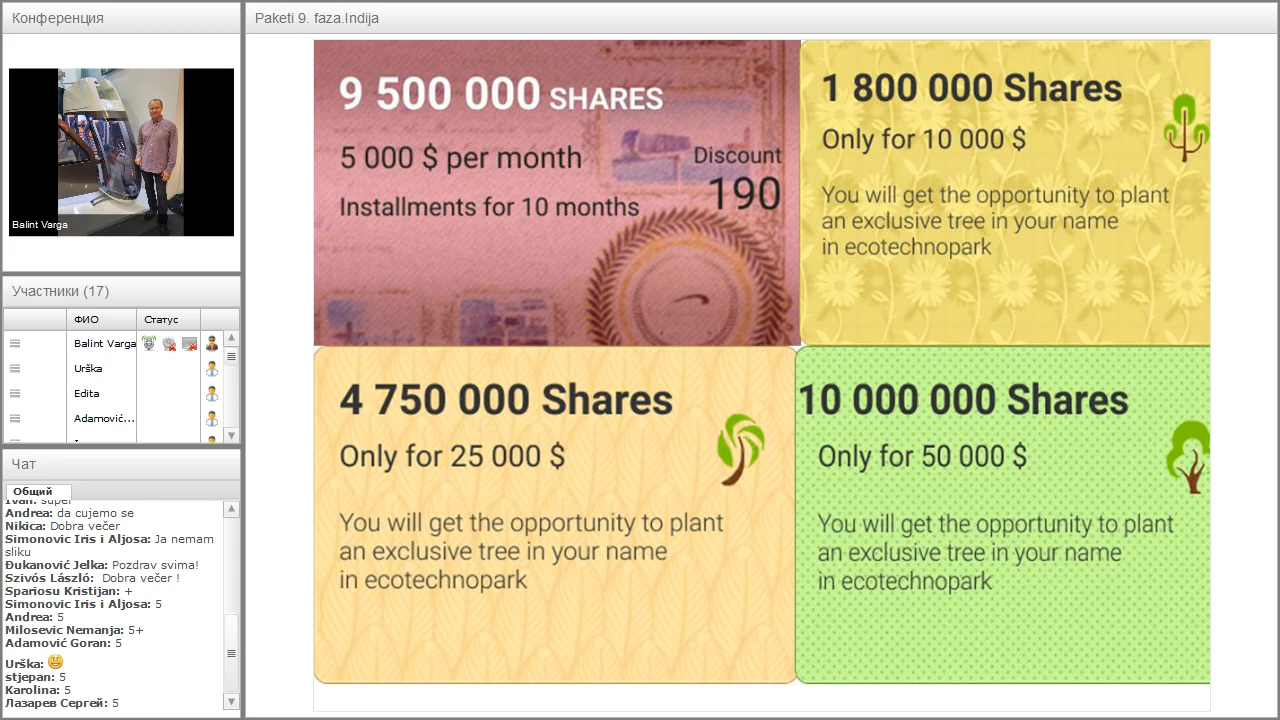 Конференция
Balint Varga
Участники (17)
ФИО Статус
Balint Varga
Urška
Edita
Adamović...
Чат
Общий
Ivan: super
Andrea: da cujemo se
Nikica: Dobra večer
Simonovic Iris i Aljosa: Ja nemam
sliku
Đukanović Jelka: Pozdrav svima!
Szivós László: Dobra večer !
Spariosu Kristijan: +
Simonovic Iris i Aljosa: 5
Andrea: 5
Milosevic Nemanja: 5+
Adamović Goran: 5
Urška:
stjepan: 5
Karolina: 5
Лазарев Сергей: 5
Paketi 9. faza.Indija
9 500 000 SHARES
5 000 $ per month
Installments for 10 months
Discount
190
1 800 000 Shares
Only for 10 000 $
You will get the opportunity to plant
an exclusive tree in your name
in ecotechnopark
4 750 000 Shares
Only for 25 000 $
You will get the opportunity to plant
an exclusive tree in your name
in ecotechnopark
10 000 000 Shares
Only for 50 000 $
You will get the opportunity to plant
an exclusive tree in your name
in ecotechnopark